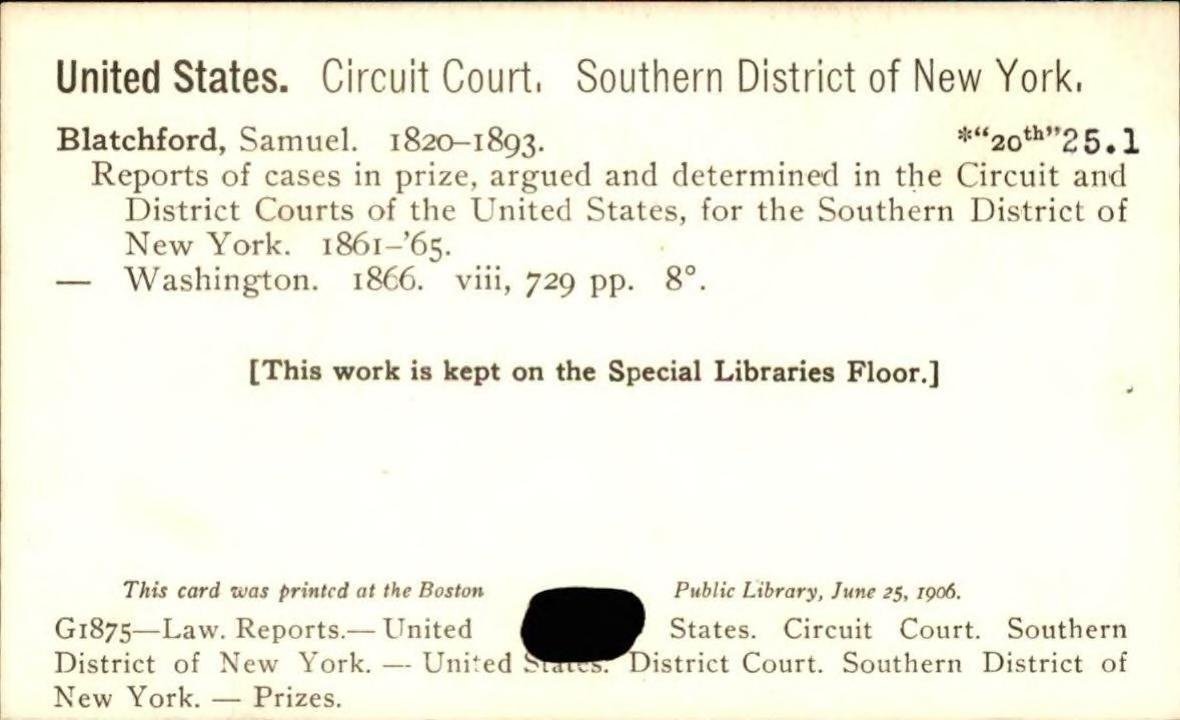 United States. Circuit Court. Southern District of New York.
Blatchford, Samuel. 1820–1893. *“20th”25.1
Reports of cases in prize, argued and determined in the Circuit and
District Courts of the United States, for the Southern District of
New York. 1861–’65.
— Washington. 1866. viii, 729 pp. 8°.
[This work is kept on the Special Libraries Floor.]
This card was printed at the Boston Public Library, June 25, 1906.
G1875—Law. Reports.— United States. Circuit Court. Southern
District of New York. — United States. District Court. Southern District of
New York. — Prizes.